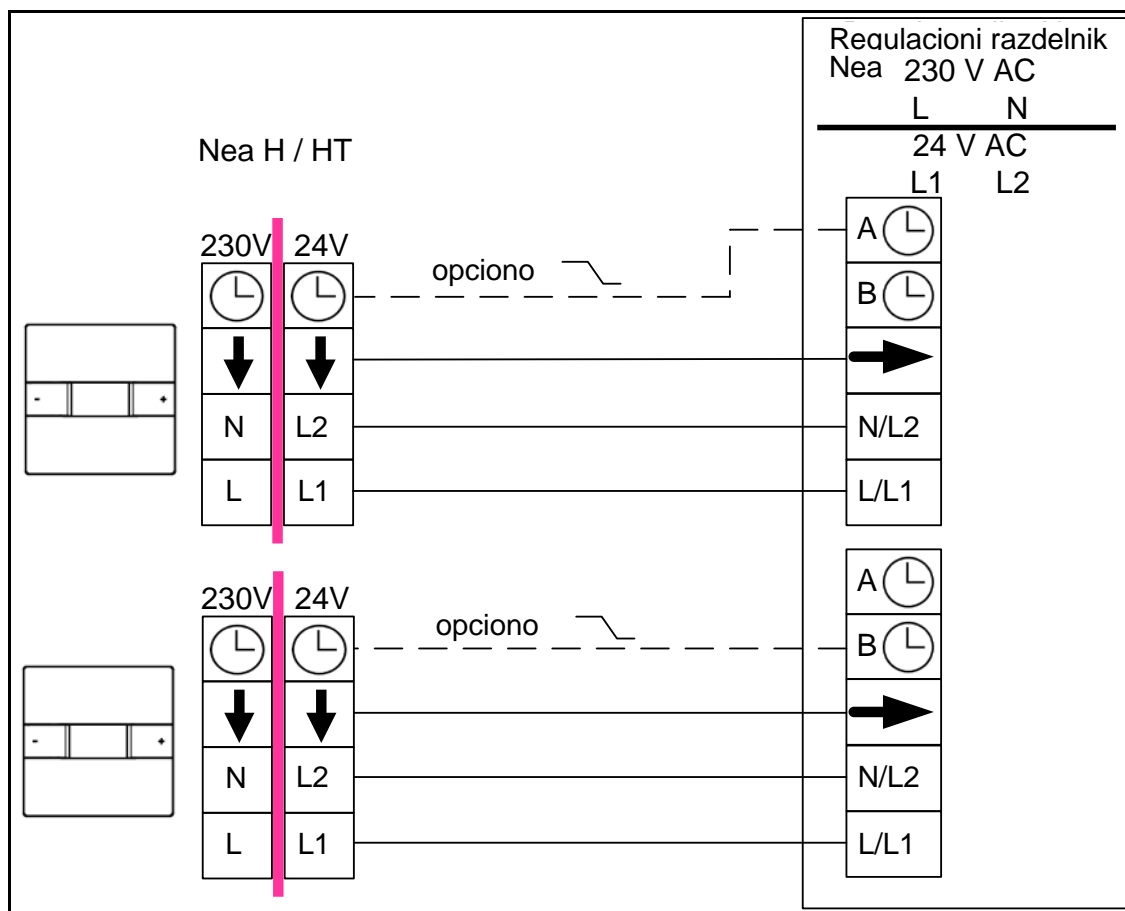 Regulacioni razdelnik
Nea 230 V AC
L N
24 V AC
L1 L2
Nea H / HT
230V 24V
opciono
A
B
N L2
N/L2
L L1
L/L1
- +
230V 24V
opciono
A
B
N L2
N/L2
L L1
L/L1
- +